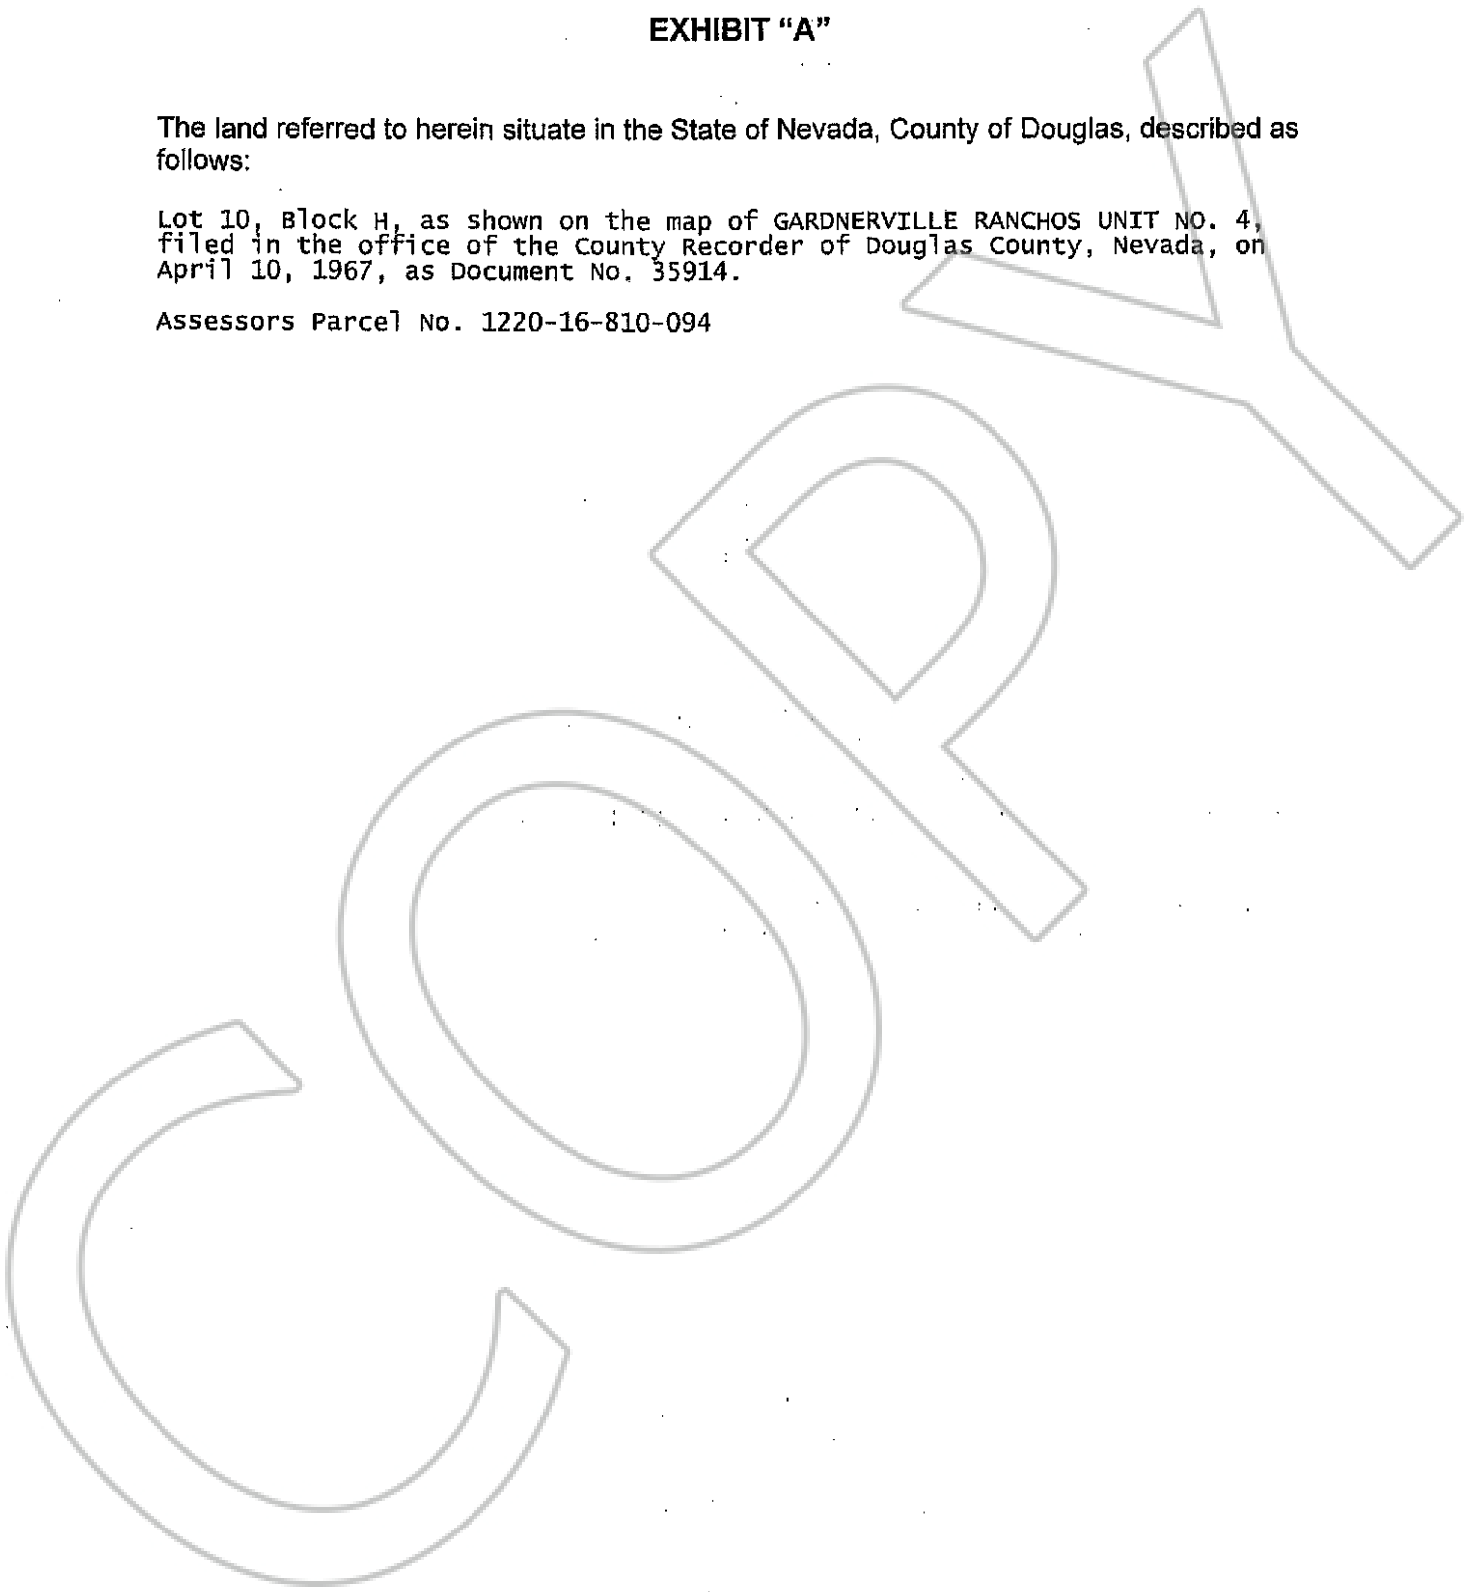 EXHIBIT “A”
The land referred to herein situate in the State of Nevada, County of Douglas, described as
follows:
Lot 10, Block H, as shown on the map of GARDNERVILLE RANCHOS UNIT NO. 4,
filed in the office of the County Recorder of Douglas County, Nevada, on
April 10, 1967, as Document No. 35914.
Assessors Parcel No. 1220-16-810-094
COPY